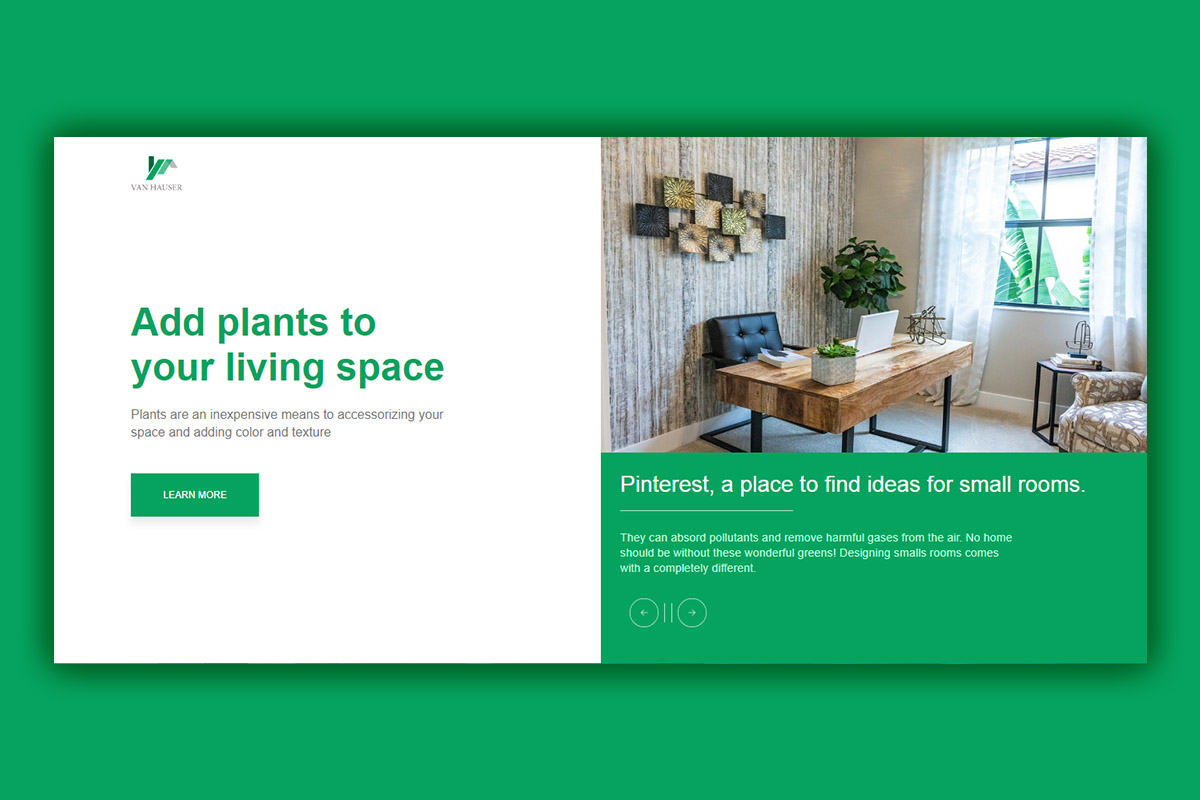 VAN HAUSER
Add plants to
your living space
Plants are an inexpensive means to accessorizing your
space and adding color and texture
LEARN MORE
Pinterest, a place to find ideas for small rooms.
They can absord pollutants and remove harmful gases from the air. No home
should be without these wonderful greens! Designing smalls rooms comes
with a completely different.